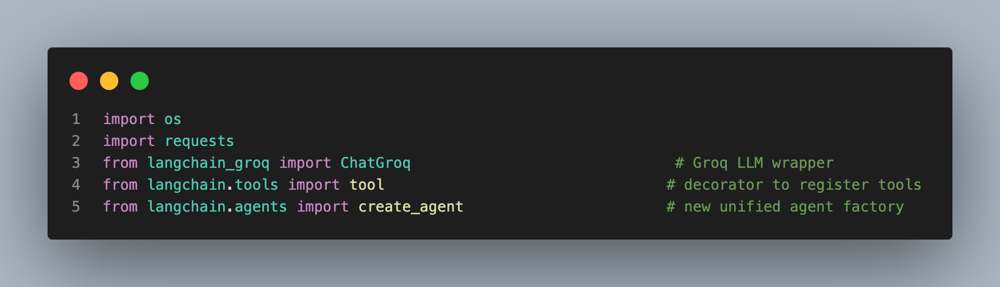 1 import os
2 import requests
3 from langchain_groq import ChatGroq # Groq LLM wrapper
4 from langchain.tools import tool # decorator to register tools
5 from langchain.agents import create_agent # new unified agent factory